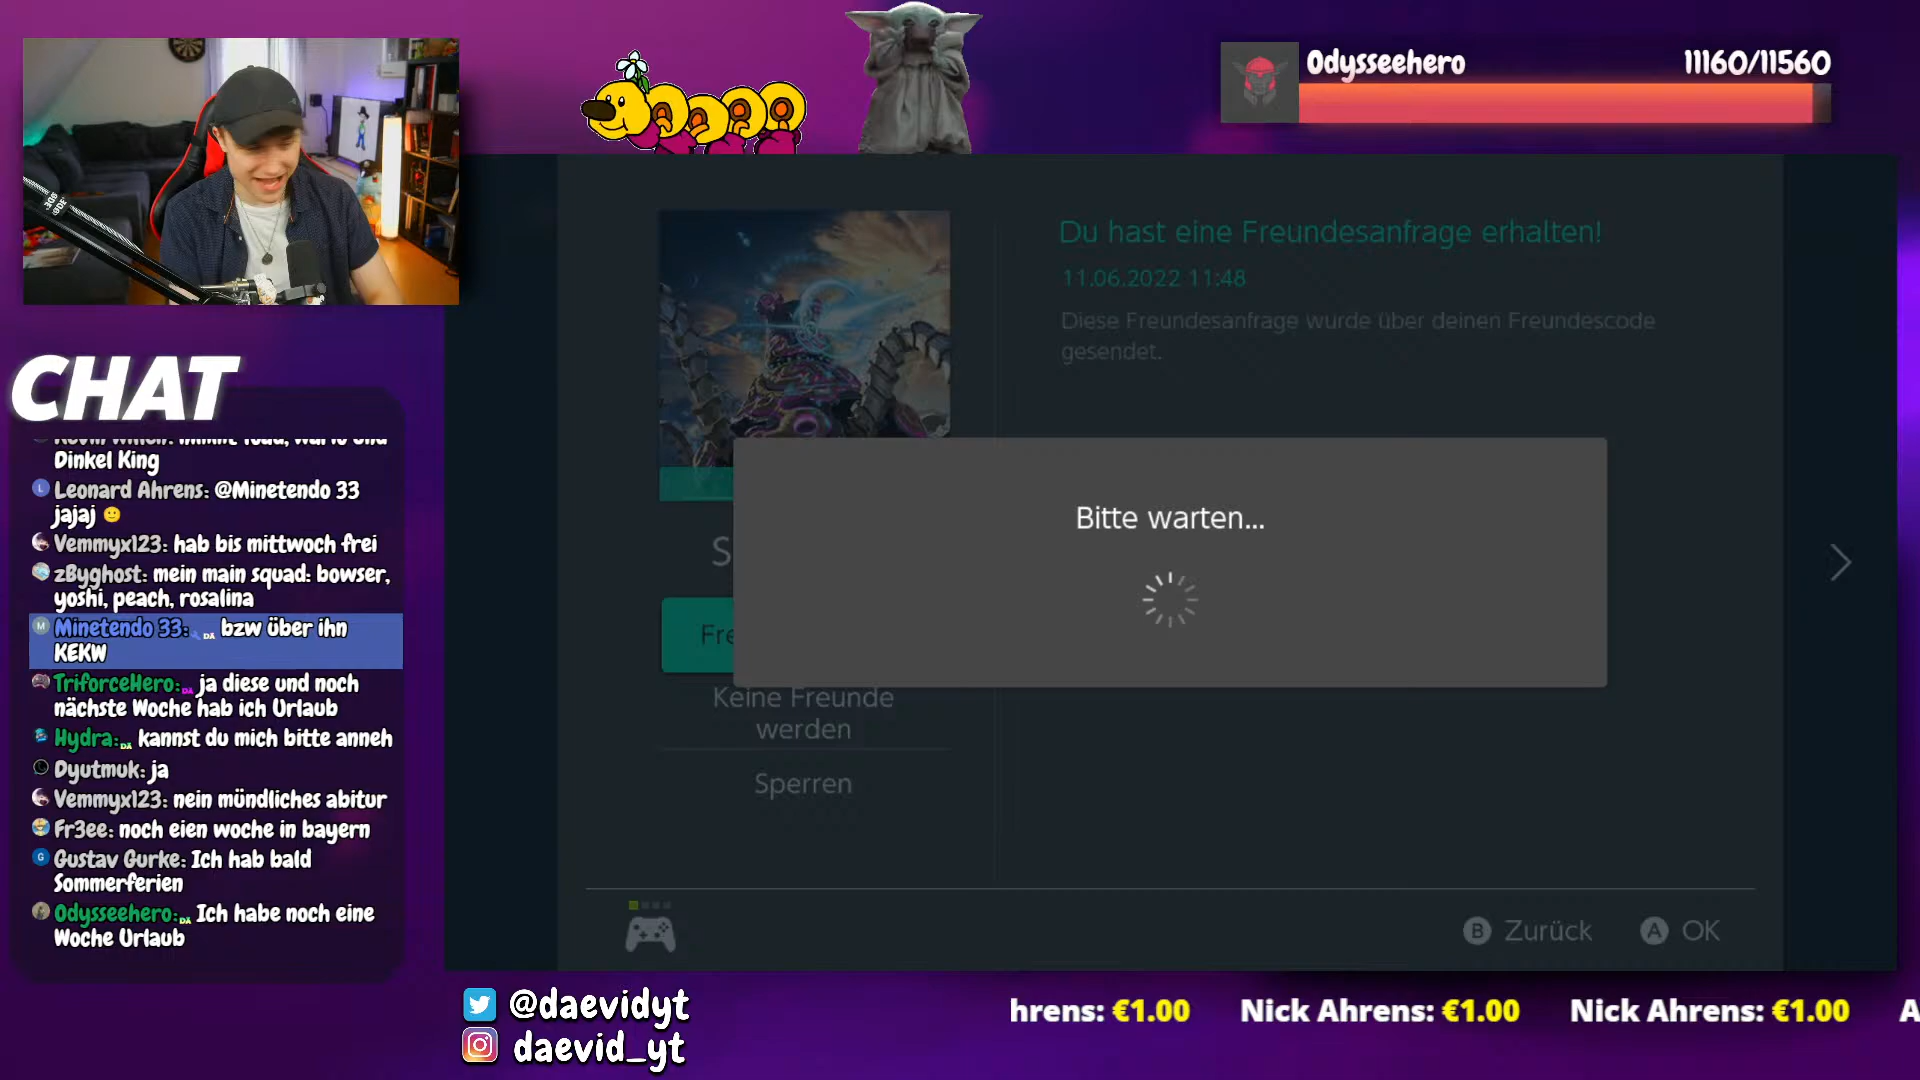 Odysseehero 11160/11560
Du hast eine Freundesanfrage erhalten!
11.06.2022 11:48
Diese Freundesanfrage wurde über deinen Freundescode
gesendet.
Bitte warten...
S
Fre
Keine Freunde
werden
Sperren
B Zurück A OK
CHAT
Dinkel King
Leonard Ahrens: @Minetendo 33
jajaj
Vemmyx123: hab bis mittwoch frei
zByghost: mein main squad: bowser,
yoshi, peach, rosalina
Minetendo 33: DÄ bzw über ihn
KEKW
TriforceHero: DÄ ja diese und noch
nächste Woche hab ich Urlaub
Hydra: DÄ kannst du mich bitte anneh
Dyutmuk: ja
Vemmyx123: nein mündliches abitur
Fr3ee: noch eien woche in bayern
Gustav Gurke: Ich hab bald
Sommerferien
Odysseehero: DÄ Ich habe noch eine
Woche Urlaub
@daevidyt
daevid_yt
hrens: €1.00 Nick Ahrens: €1.00 Nick Ahrens: €1.00 A